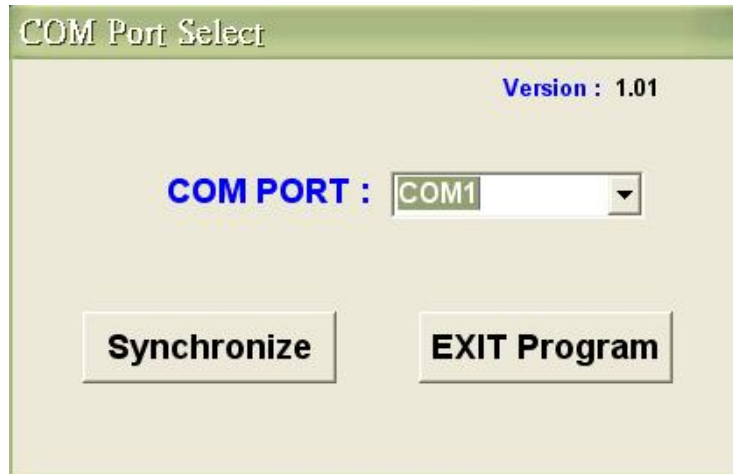 COM Port Select
Version : 1.01
COM PORT : COM1
Synchronize
EXIT Program